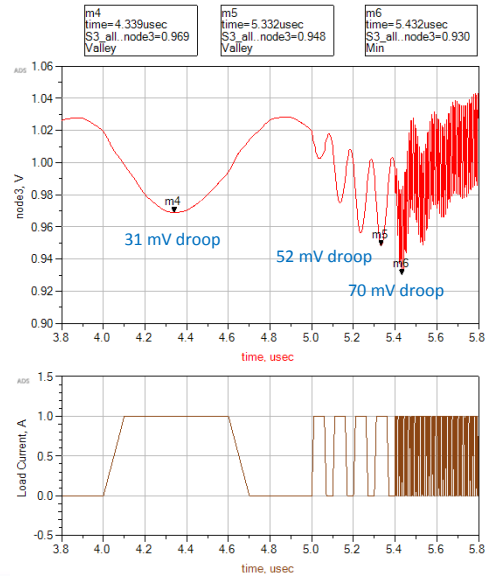 m4
time=4.339usec
S3_all..node3=0.969
Valley
m5
time=5.332usec
S3_all..node3=0.948
Valley
m6
time=5.432usec
S3_all..node3=0.930
Min
ADS
1.06
1.04
1.02
1.00
0.98
0.96
0.94
0.92
0.90
node3, V
m4
m5
m6
31 mV droop
52 mV droop
70 mV droop
3.8 4.0 4.2 4.4 4.6 4.8 5.0 5.2 5.4 5.6 5.8
time, usec
ADS
1.5
1.0
0.5
0.0
-0.5
Load Current, A
3.8 4.0 4.2 4.4 4.6 4.8 5.0 5.2 5.4 5.6 5.8
time, usec